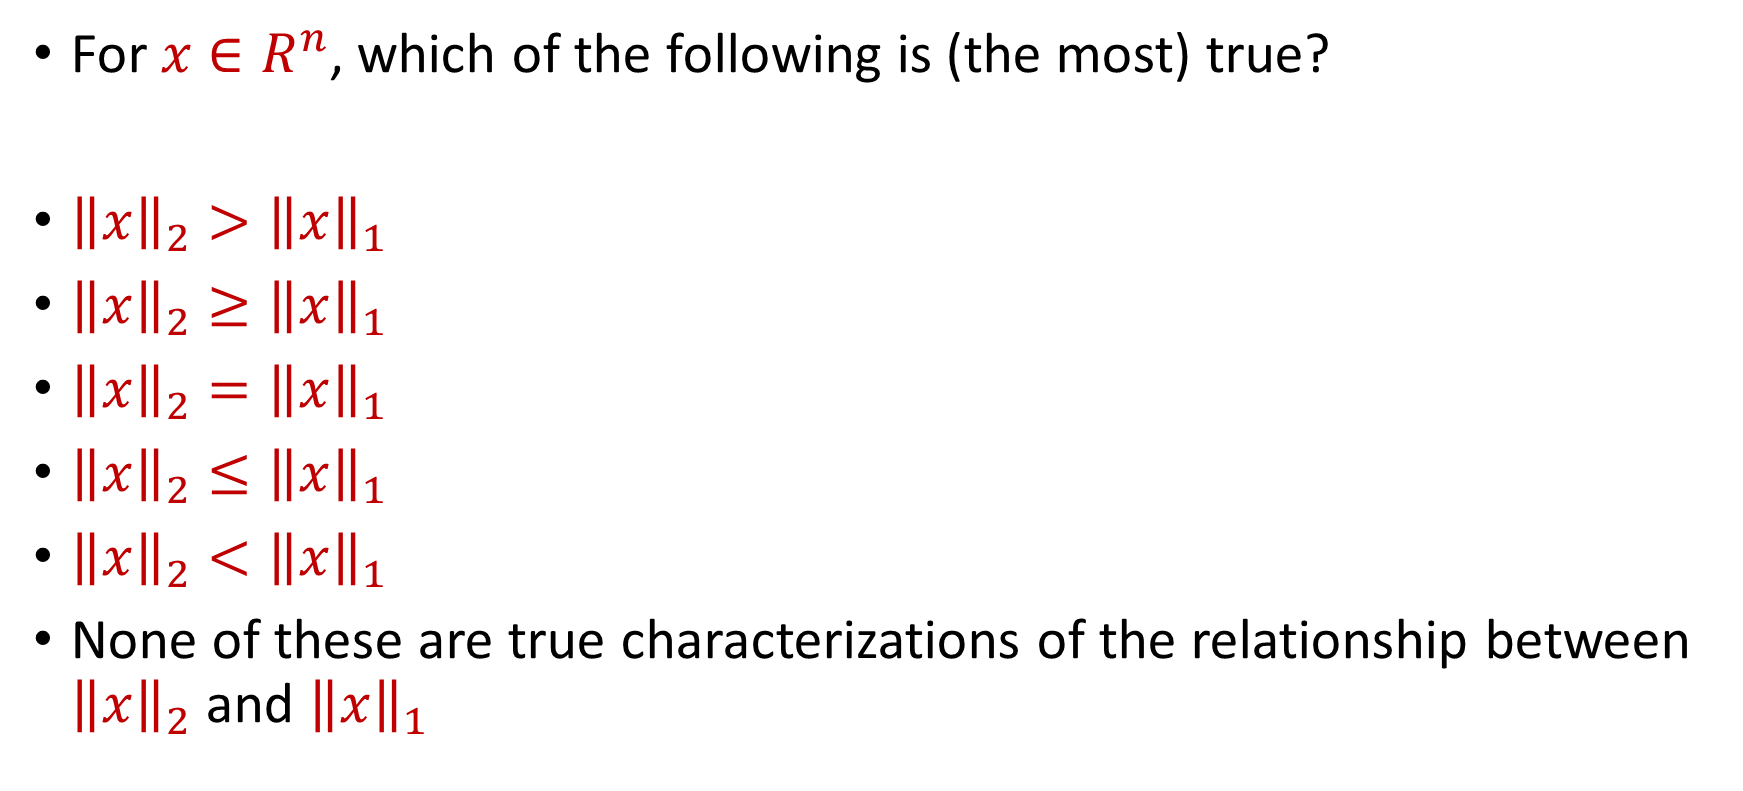 • For x ∈ Rⁿ, which of the following is (the most) true?
• ‖x‖₂ > ‖x‖₁
• ‖x‖₂ ≥ ‖x‖₁
• ‖x‖₂ = ‖x‖₁
• ‖x‖₂ ≤ ‖x‖₁
• ‖x‖₂ < ‖x‖₁
• None of these are true characterizations of the relationship between
‖x‖₂ and ‖x‖₁